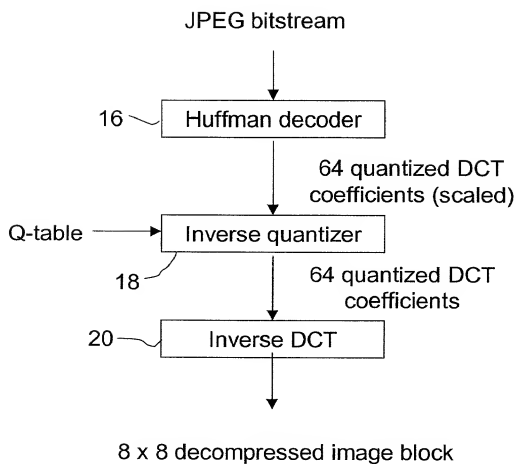 JPEG bitstream
16
Huffman decoder
64 quantized DCT
coefficients (scaled)
Q-table
Inverse quantizer
18
64 quantized DCT
coefficients
20
Inverse DCT
8 x 8 decompressed image block